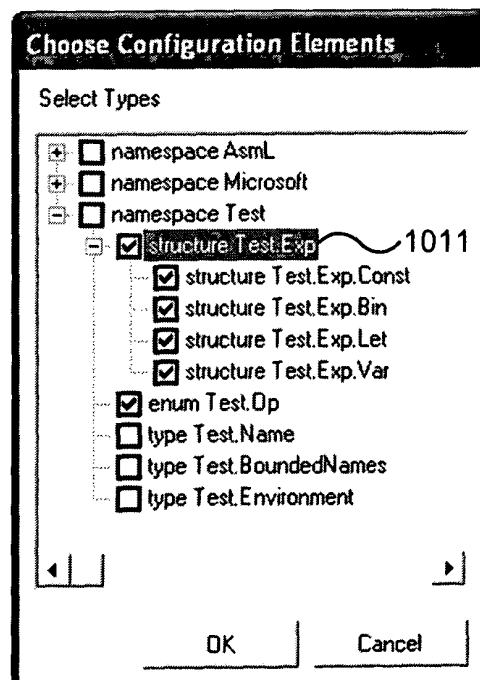 Choose Configuration Elements
Select Types
namespace AsmL
namespace Microsoft
namespace Test
structure Test.Exp 1011
structure Test.Exp.Const
structure Test.Exp.Bin
structure Test.Exp.Let
structure Test.Exp.Var
enum Test.Op
type Test.Name
type Test.BoundedNames
type Test.Environment
OK Cancel